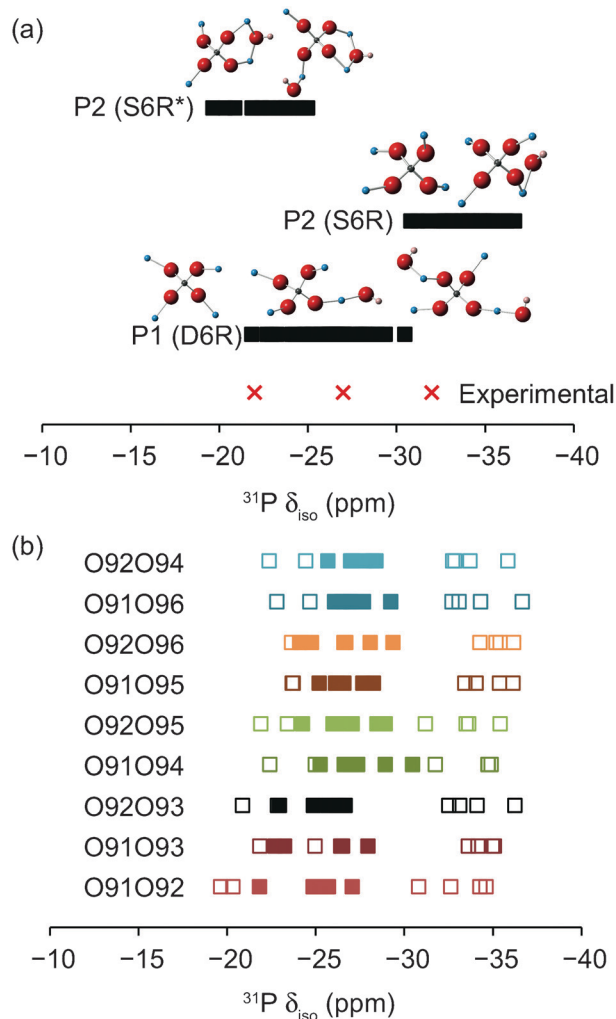 (a)
P2 (S6R*)
P2 (S6R)
P1 (D6R)
Experimental
−10 −15 −20 −25 −30 −35 −40
³¹P δiso (ppm)
(b)
O92O94
O91O96
O92O96
O91O95
O92O95
O91O94
O92O93
O91O93
O91O92
−10 −15 −20 −25 −30 −35 −40
³¹P δiso (ppm)